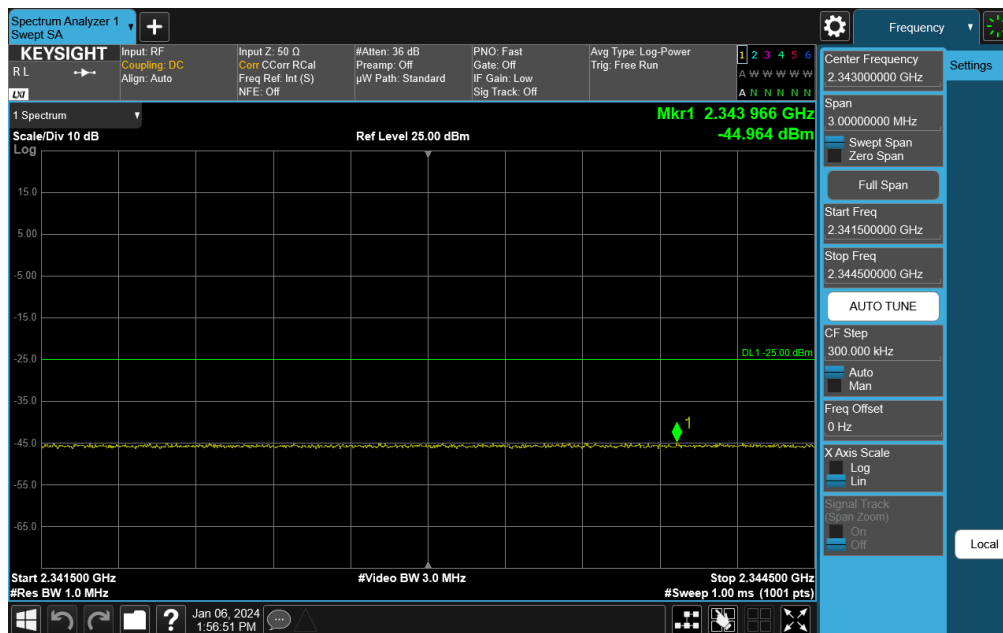 Spectrum Analyzer 1
Swept SA
+
Frequency
KEYSIGHT
R L
LXI
Input: RF
Coupling: DC
Align: Auto
Input Z: 50 Ω
Corr CCorr RCal
Freq Ref: Int (S)
NFE: Off
#Atten: 36 dB
Preamp: Off
µW Path: Standard
PNO: Fast
Gate: Off
IF Gain: Low
Sig Track: Off
Avg Type: Log-Power
Trig: Free Run
1 2 3 4 5 6
A W W W W W
A N N N N N
1 Spectrum
Scale/Div 10 dB
Log
Ref Level 25.00 dBm
Mkr1 2.343 966 GHz
-44.964 dBm
15.0
5.00
-5.00
-15.0
-25.0
-35.0
-45.0
-55.0
-65.0
DL1 -25.00 dBm
1
Start 2.341500 GHz
#Res BW 1.0 MHz
#Video BW 3.0 MHz
Stop 2.344500 GHz
#Sweep 1.00 ms (1001 pts)
Center Frequency
2.343000000 GHz
Settings
Span
3.00000000 MHz
Swept Span
Zero Span
Full Span
Start Freq
2.341500000 GHz
Stop Freq
2.344500000 GHz
AUTO TUNE
CF Step
300.000 kHz
Auto
Man
Freq Offset
0 Hz
X Axis Scale
Log
Lin
Signal Track
(Span Zoom)
On
Off
Local
?
Jan 06, 2024
1:56:51 PM